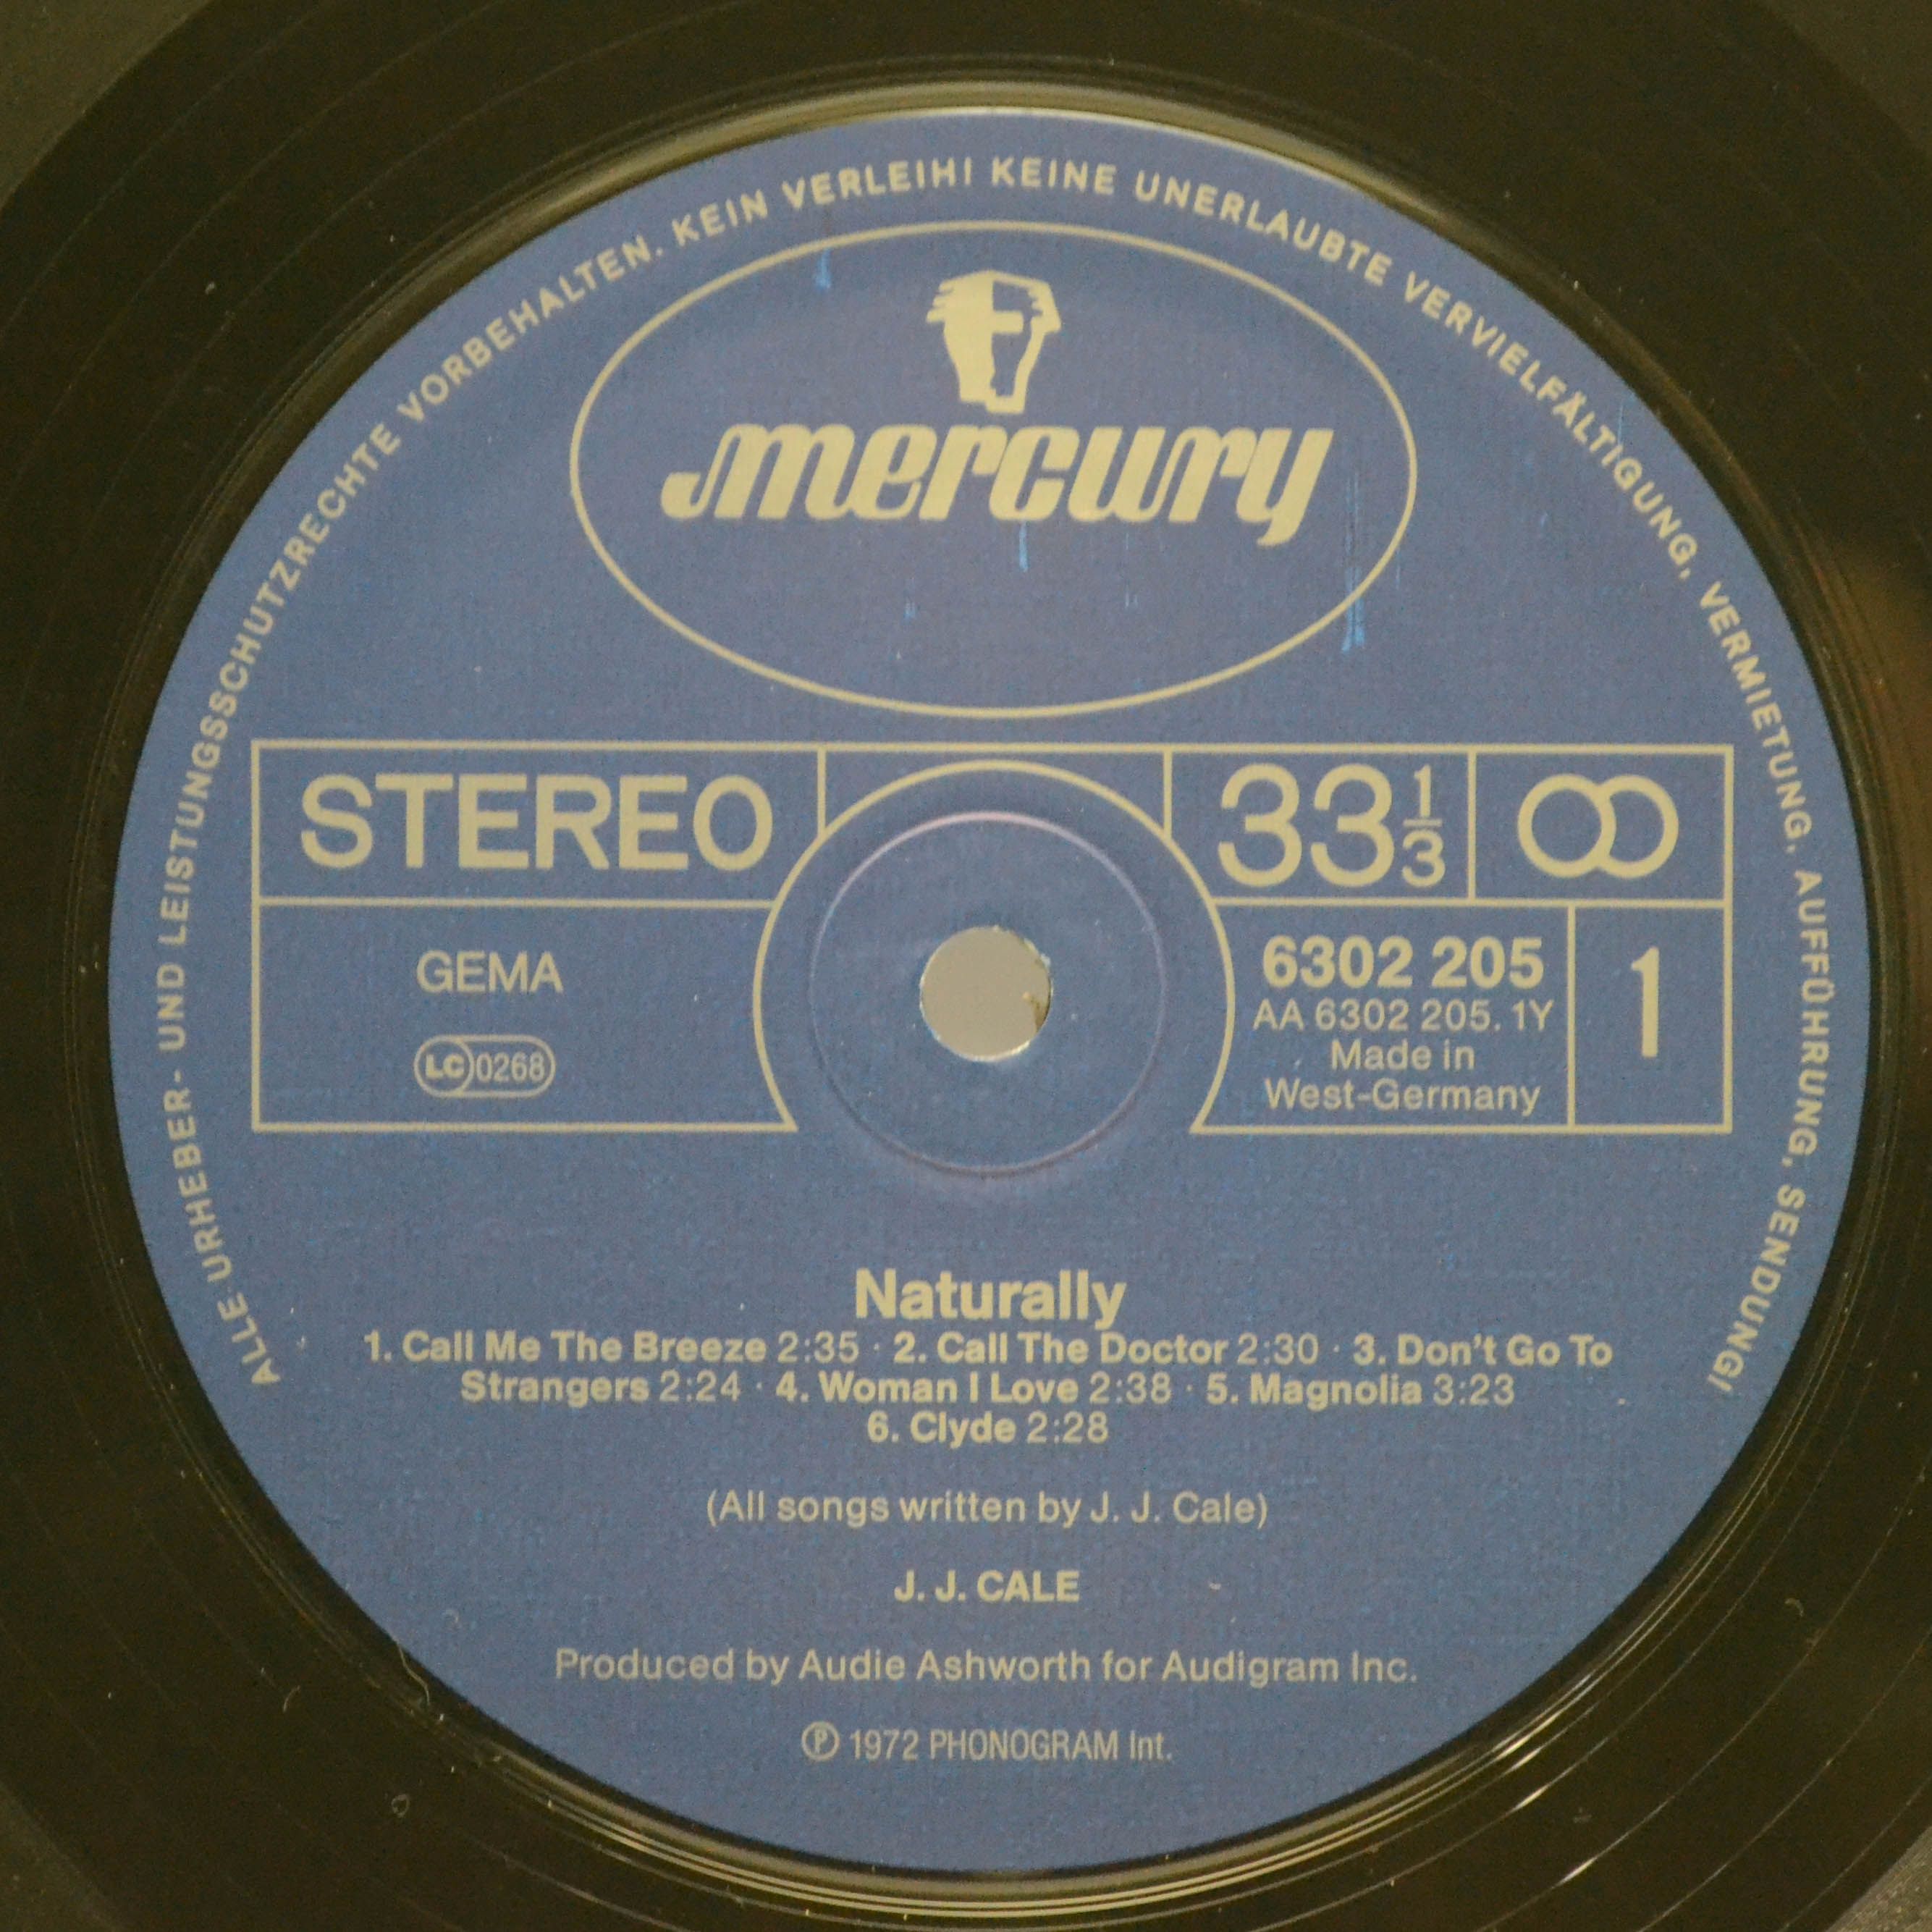 ALLE URHEBER- UND LEISTUNGSSCHUTZRECHTE VORBEHALTEN. KEIN VERLEIH! KEINE UNERLAUBTE VERVIELFÄLTIGUNG, VERMIETUNG, AUFFÜHRUNG, SENDUNG!
mercury
STEREO
33 1/3
GEMA
LC 0268
6302 205
AA 6302 205. 1Y
Made in
West-Germany
1
Naturally
1. Call Me The Breeze 2:35 · 2. Call The Doctor 2:30 · 3. Don't Go To
Strangers 2:24 · 4. Woman I Love 2:38 · 5. Magnolia 3:23
6. Clyde 2:28
(All songs written by J. J. Cale)
J. J. CALE
Produced by Audie Ashworth for Audigram Inc.
℗ 1972 PHONOGRAM Int.